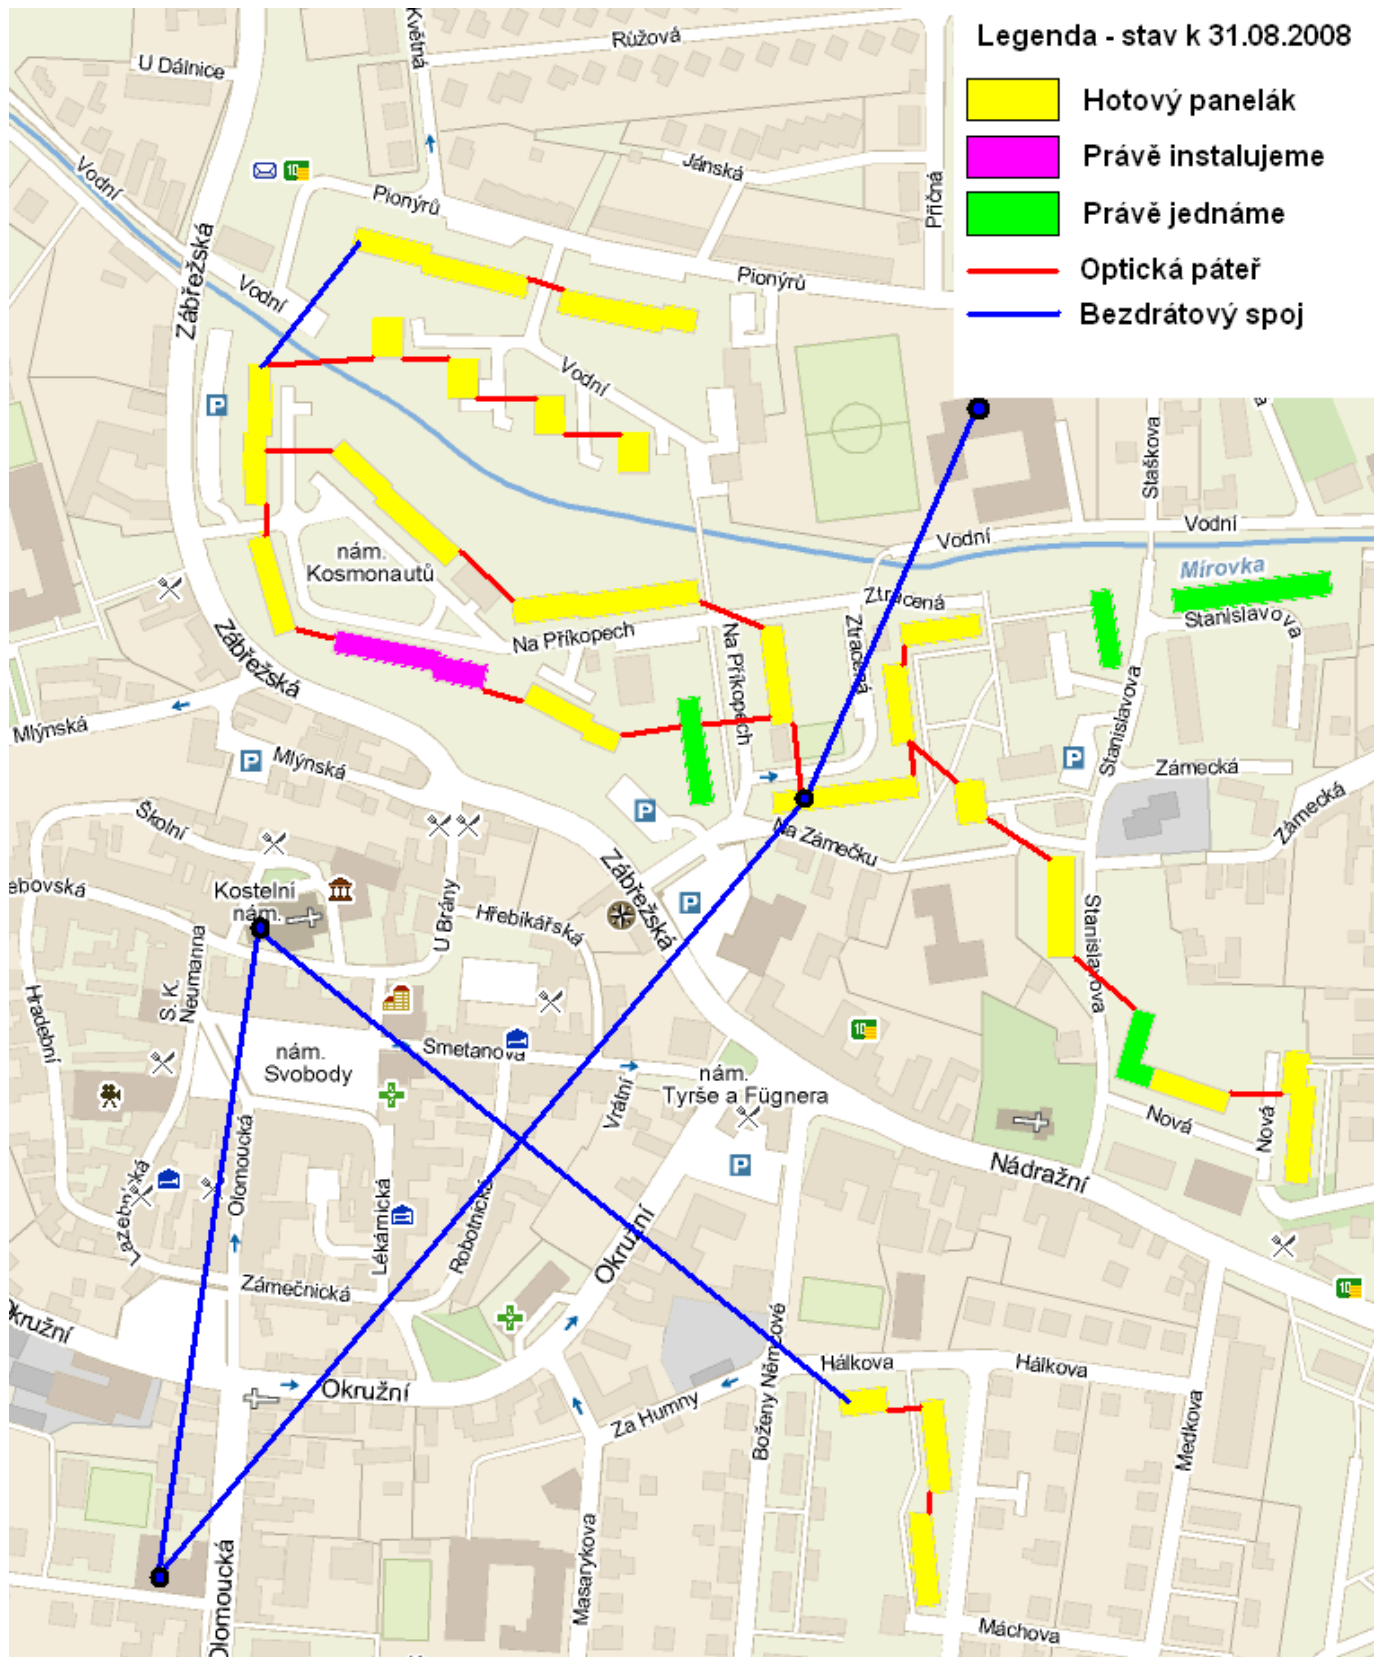 Legenda - stav k 31.08.2008
Hotový panelák
Právě instalujeme
Právě jednáme
Optická páteř
Bezdrátový spoj
Květná
Růžová
U Dálnice
Jánská
Příčná
Vodní
Pionýrů
Zábřežská
Vodní
Pionýrů
Vodní
Staškova
Vodní
Vodní
nám.
Kosmonautů
Mírovka
Ztracená
Stanislavova
Na Příkopech
Ztracená
Na Příkopech
Zábřežská
Stanislavova
Mlýnská
Mlýnská
Zámecká
Zámecká
Školní
Na Zámečku
Zábřežská
Kostelní
nám.
ebovská
U Brány
Hřebíkářská
Stanislavova
S. K.
Neumanna
Hradební
nám.
Svobody
Smetanova
nám.
Tyrše a Fügnera
Vrátní
Nová
Nová
Olomoucká
Nádražní
Lazebnická
Lékárnická
Robotnická
Okružní
Zámečnická
Okružní
Okružní
Boženy Němcové
Hálkova
Hálkova
Za Humny
Medkova
Masarykova
Olomoucká
Máchova